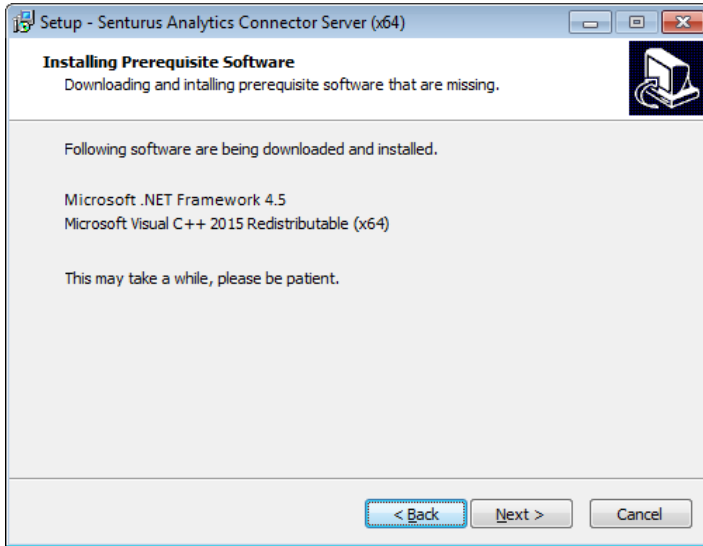 Setup - Senturus Analytics Connector Server (x64)
Installing Prerequisite Software
Downloading and intalling prerequisite software that are missing.
Following software are being downloaded and installed.
Microsoft .NET Framework 4.5
Microsoft Visual C++ 2015 Redistributable (x64)
This may take a while, please be patient.
< Back Next > Cancel